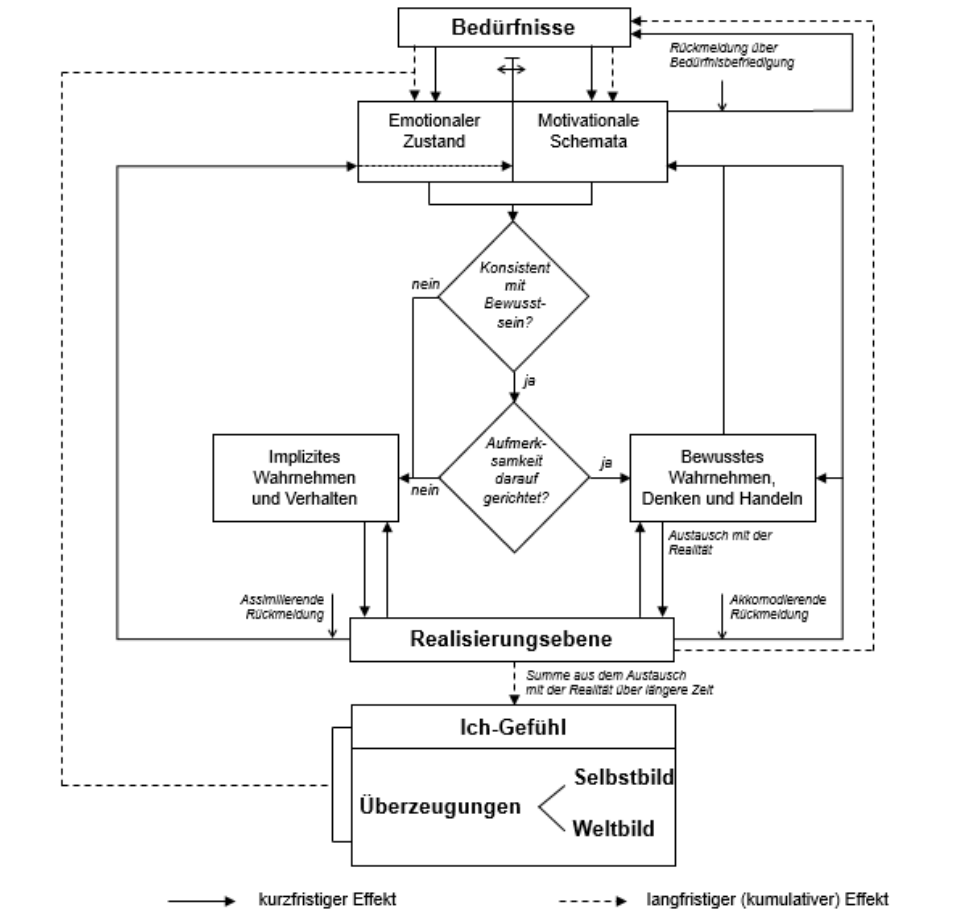 Bedürfnisse
Rückmeldung über
Bedürfnisbefriedigung
Emotionaler
Zustand
Motivationale
Schemata
Konsistent
mit
Bewusst-
sein?
nein
ja
Aufmerk-
samkeit
darauf
gerichtet?
nein
ja
Implizites
Wahrnehmen
und Verhalten
Bewusstes
Wahrnehmen,
Denken und Handeln
Austausch mit der
Realität
Assimilierende
Rückmeldung
Akkomodierende
Rückmeldung
Realisierungsebene
Summe aus dem Austausch
mit der Realität über längere Zeit
Ich-Gefühl
Selbstbild
Überzeugungen
Weltbild
kurzfristiger Effekt
langfristiger (kumulativer) Effekt